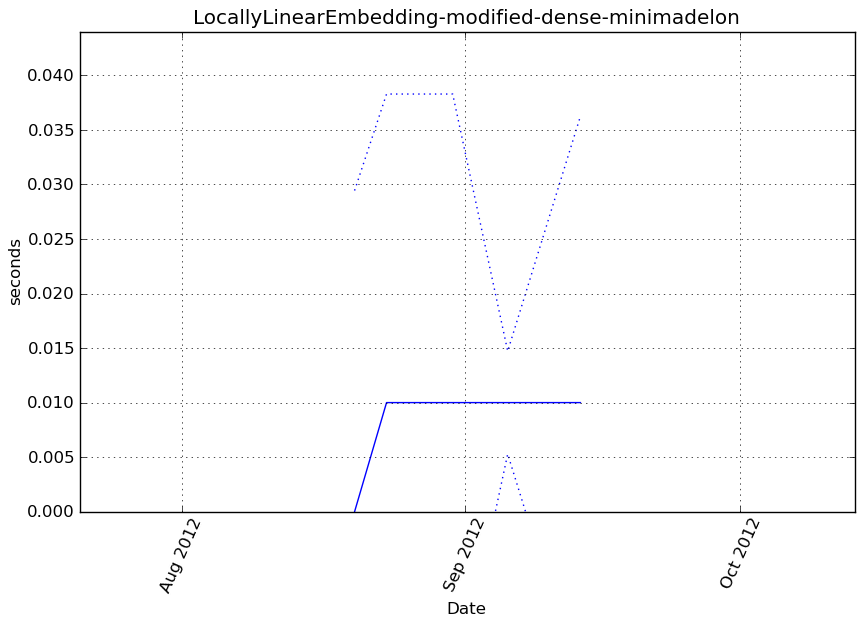 LocallyLinearEmbedding-modified-dense-minimadelon
0.040
0.035
0.030
0.025
0.020
0.015
0.010
0.005
0.000
seconds
Aug 2012
Sep 2012
Oct 2012
Date